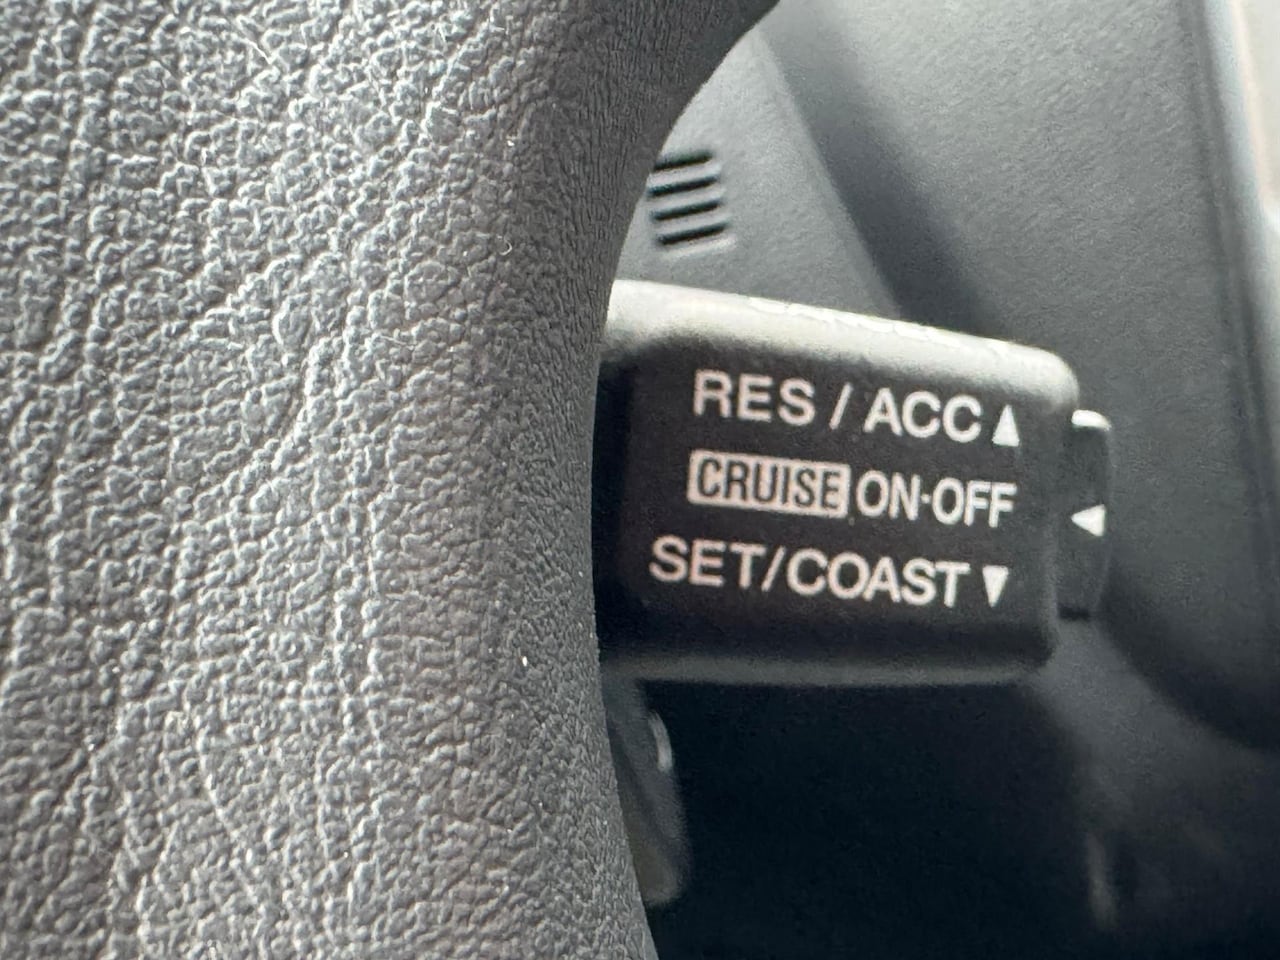 RES / ACC▲
CRUISE ON·OFF
SET/COAST▼